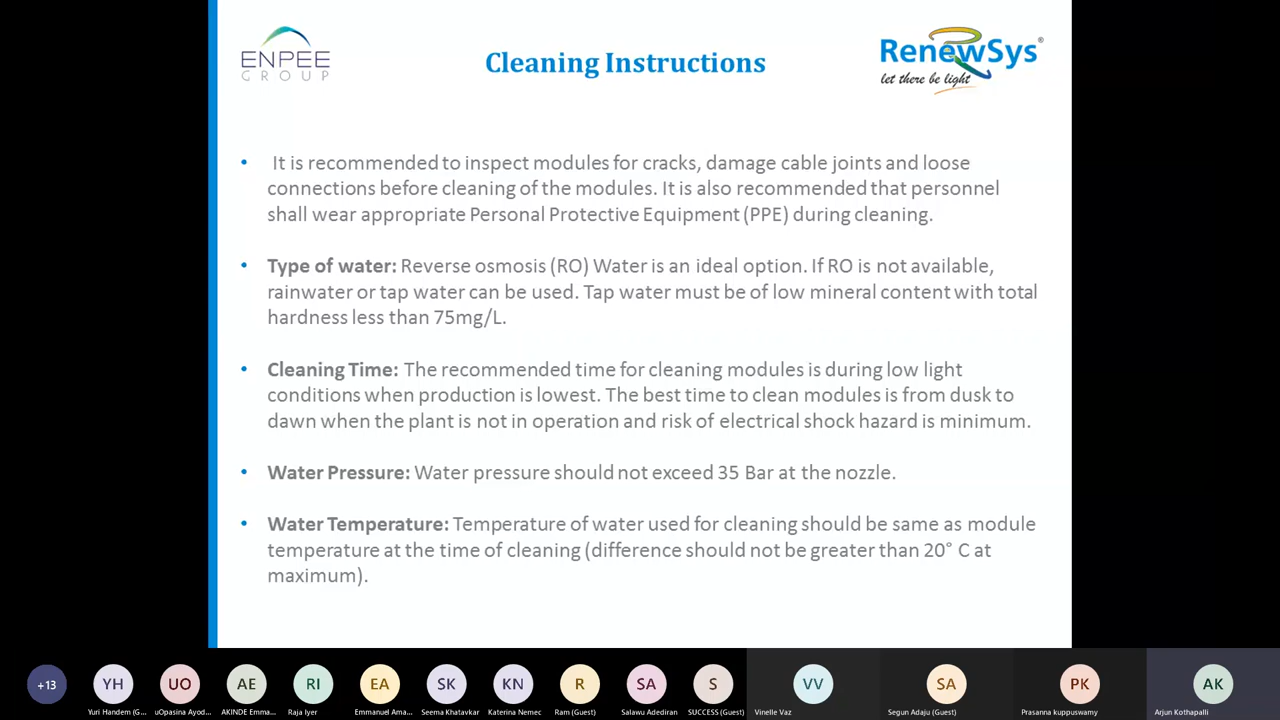 ENPEE
GROUP
Cleaning Instructions
RenewSys®
let there be light
• It is recommended to inspect modules for cracks, damage cable joints and loose
connections before cleaning of the modules. It is also recommended that personnel
shall wear appropriate Personal Protective Equipment (PPE) during cleaning.
• Type of water: Reverse osmosis (RO) Water is an ideal option. If RO is not available,
rainwater or tap water can be used. Tap water must be of low mineral content with total
hardness less than 75mg/L.
• Cleaning Time: The recommended time for cleaning modules is during low light
conditions when production is lowest. The best time to clean modules is from dusk to
dawn when the plant is not in operation and risk of electrical shock hazard is minimum.
• Water Pressure: Water pressure should not exceed 35 Bar at the nozzle.
• Water Temperature: Temperature of water used for cleaning should be same as module
temperature at the time of cleaning (difference should not be greater than 20° C at
maximum).
+13 YH UO AE RI EA SK KN R SA S VV SA PK AK
Yuri Handem (G... uOpasina Ayod... AKINDE Emma... Raja Iyer Emmanuel Ama... Seema Khatavkar Katerina Nemec Ram (Guest) Salawu Adediran SUCCESS (Guest) Vinelle Vaz Segun Adaju (Guest) Prasanna kuppuswamy Arjun Kothapalli